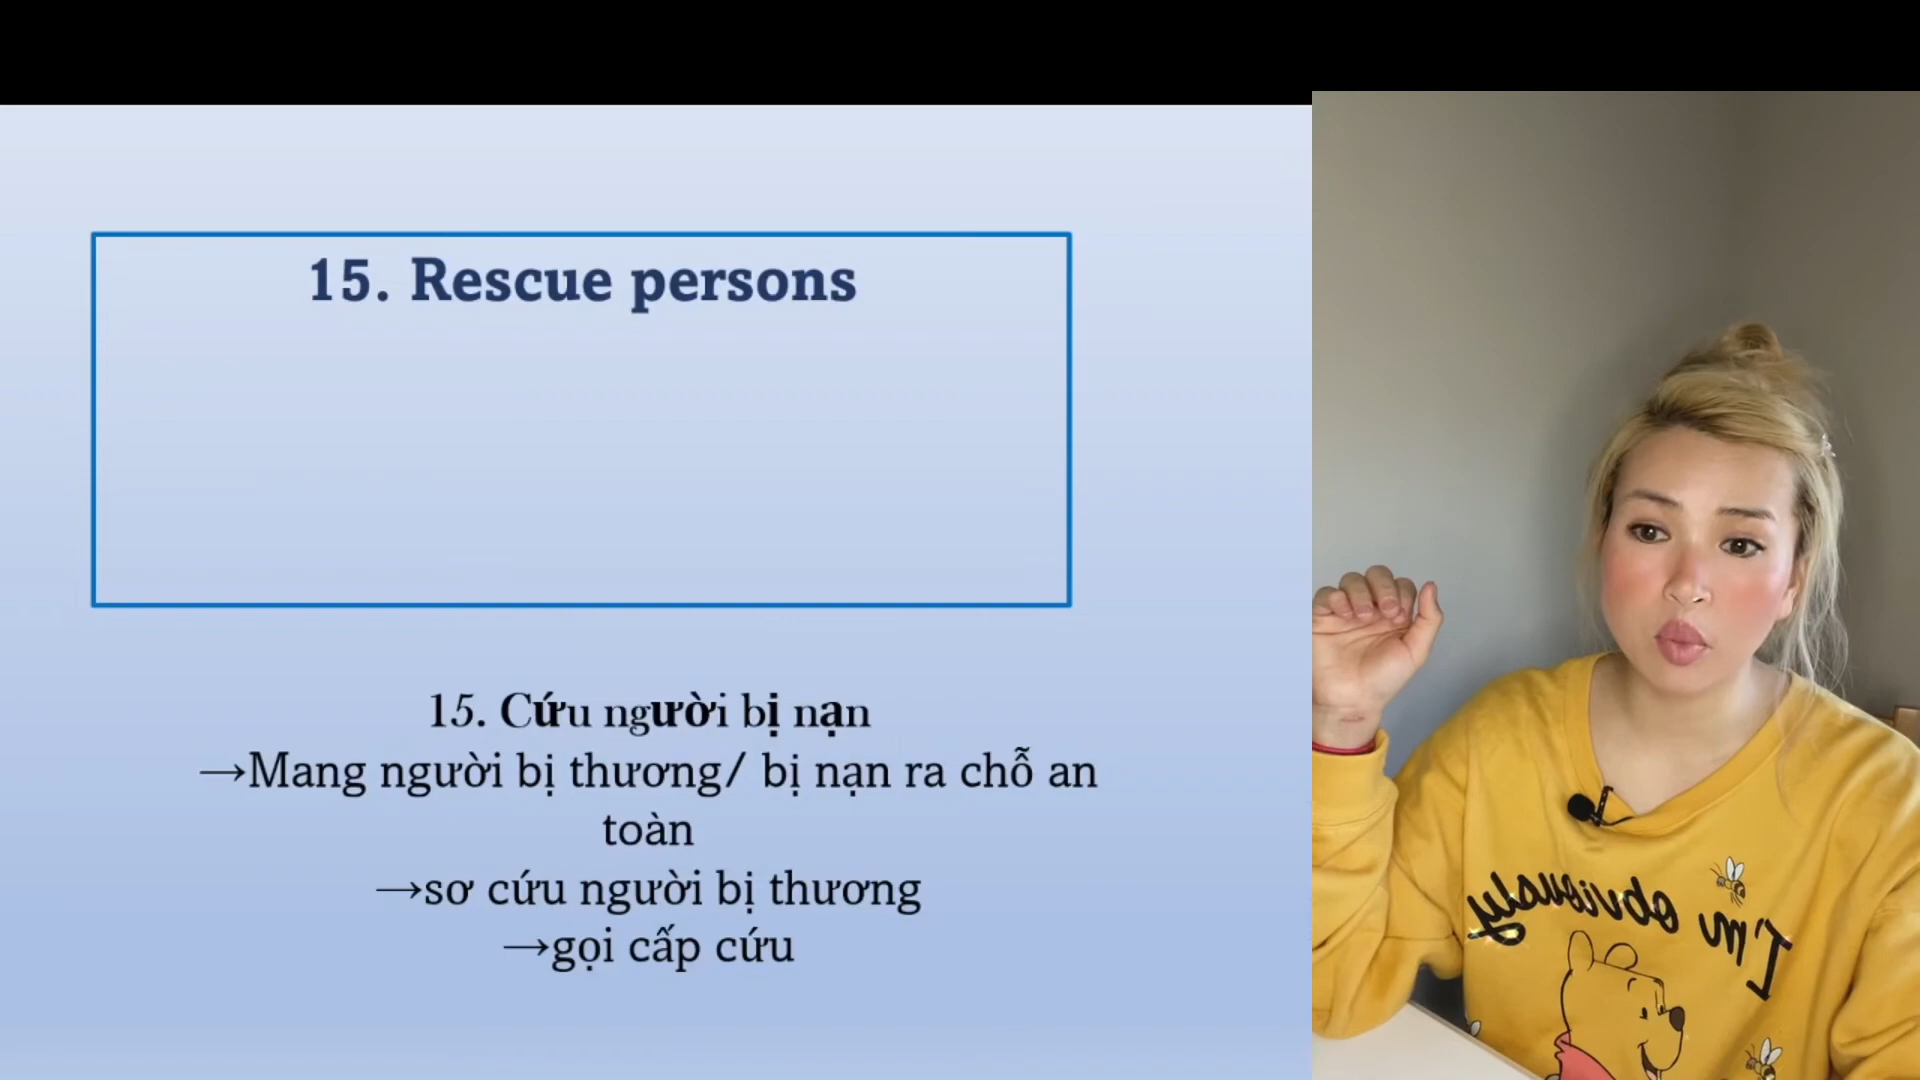 15. Rescue persons
15. Cứu người bị nạn
→Mang người bị thương/ bị nạn ra chỗ an
toàn
→sơ cứu người bị thương
→gọi cấp cứu
I'm obviously